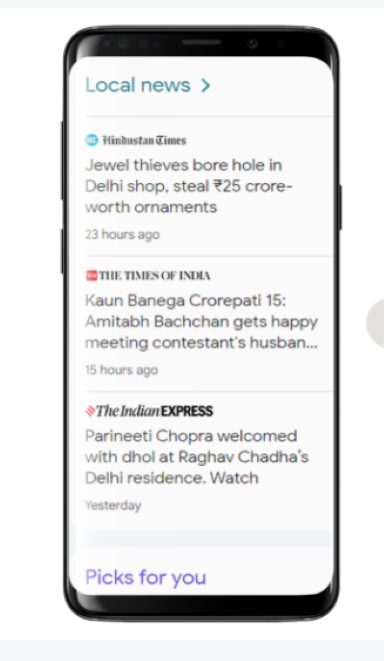 Local news >
Hindustan Times
Jewel thieves bore hole in
Delhi shop, steal ₹25 crore-
worth ornaments
23 hours ago
THE TIMES OF INDIA
Kaun Banega Crorepati 15:
Amitabh Bachchan gets happy
meeting contestant's husban...
15 hours ago
The Indian EXPRESS
Parineeti Chopra welcomed
with dhol at Raghav Chadha's
Delhi residence. Watch
Yesterday
Picks for you